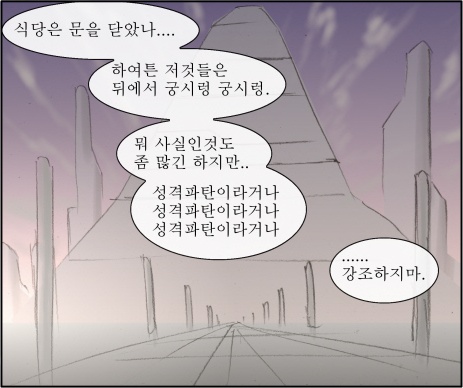 식당은 문을 닫았나....
하여튼 저것들은
뒤에서 궁시렁 궁시렁.
뭐 사실인것도
좀 많긴 하지만..
성격파탄이라거나
성격파탄이라거나
성격파탄이라거나
......
강조하지마.